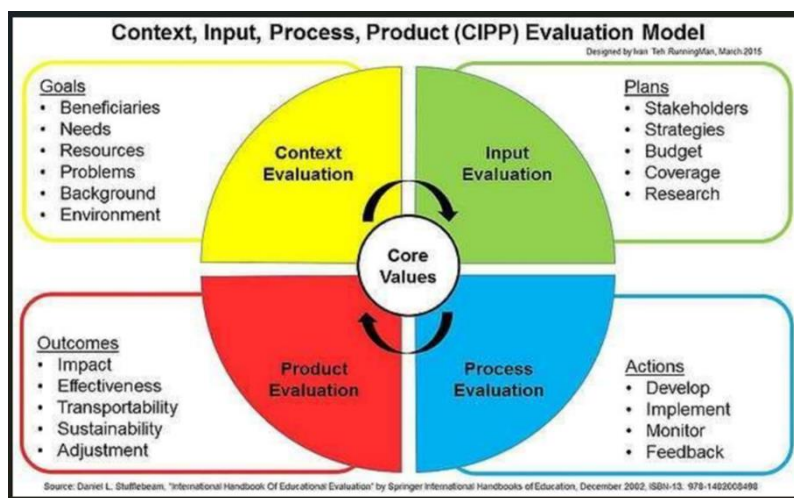 Context, Input, Process, Product (CIPP) Evaluation Model
Designed by Ivan Teh RunningMan, March 2015
Goals
• Beneficiaries
• Needs
• Resources
• Problems
• Background
• Environment
Context
Evaluation
Input
Evaluation
Plans
• Stakeholders
• Strategies
• Budget
• Coverage
• Research
Core
Values
Outcomes
• Impact
• Effectiveness
• Transportability
• Sustainability
• Adjustment
Product
Evaluation
Process
Evaluation
Actions
• Develop
• Implement
• Monitor
• Feedback
Source: Daniel L. Stufflebeam, "International Handbook Of Educational Evaluation" by Springer International Handbooks of Education, December 2002, ISBN-13: 978-1402008498